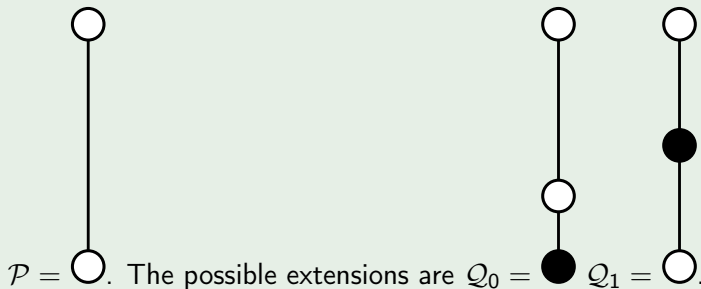 𝒫 = . The possible extensions are 𝒬₀ = 𝒬₁ = .